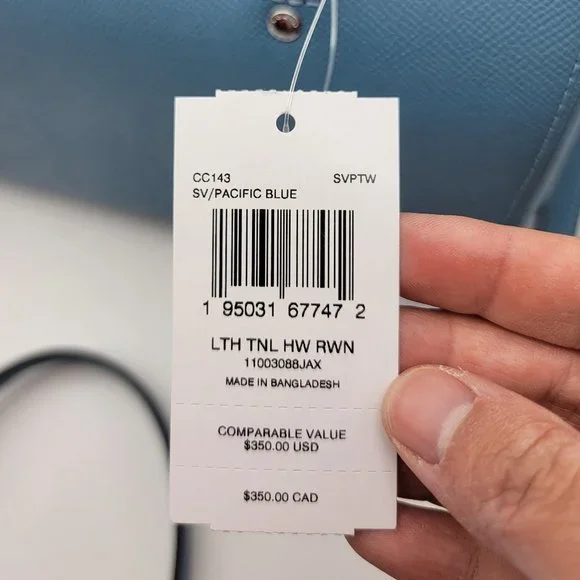 CC143 SVPTW
SV/PACIFIC BLUE
1 95031 67747 2
LTH TNL HW RWN
11003088JAX
MADE IN BANGLADESH
COMPARABLE VALUE
$350.00 USD
$350.00 CAD